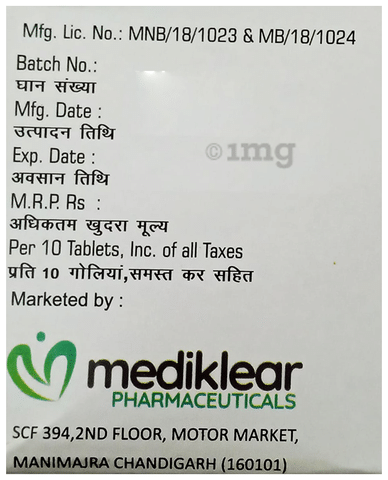 Mfg. Lic. No.: MNB/18/1023 & MB/18/1024
Batch No.:
घान संख्या
Mfg. Date :
उत्पादन तिथि
©1mg
Exp. Date :
अवसान तिथि
M.R.P. Rs :
अधिकतम खुदरा मूल्य
Per 10 Tablets, Inc. of all Taxes
प्रति 10 गोलियां,समस्त कर सहित
Marketed by :
mediklear
PHARMACEUTICALS
SCF 394,2ND FLOOR, MOTOR MARKET,
MANIMAJRA CHANDIGARH (160101)